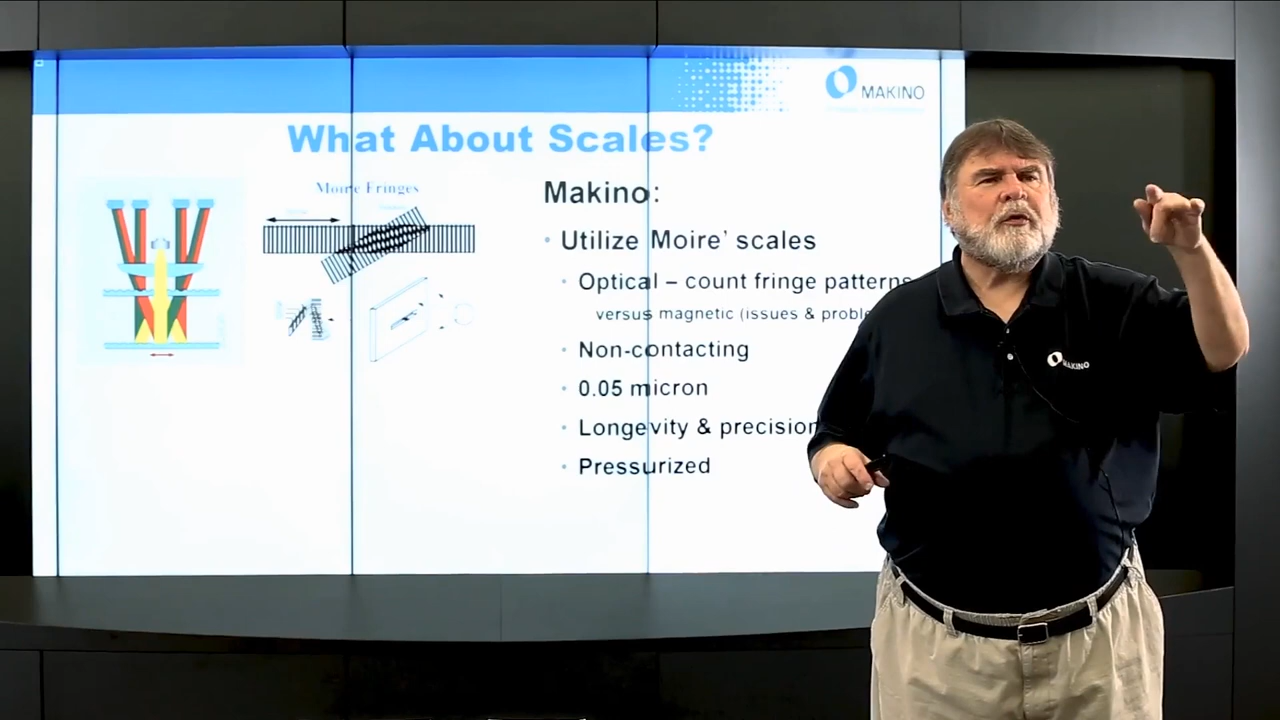 MAKINO
What About Scales?
Moire Fringes
Makino:
• Utilize Moire’ scales
• Optical – count fringe patterns
versus magnetic (issues &
• Non-contacting
• 0.05 micron
• Longevity & precision
• Pressurized
MAKINO